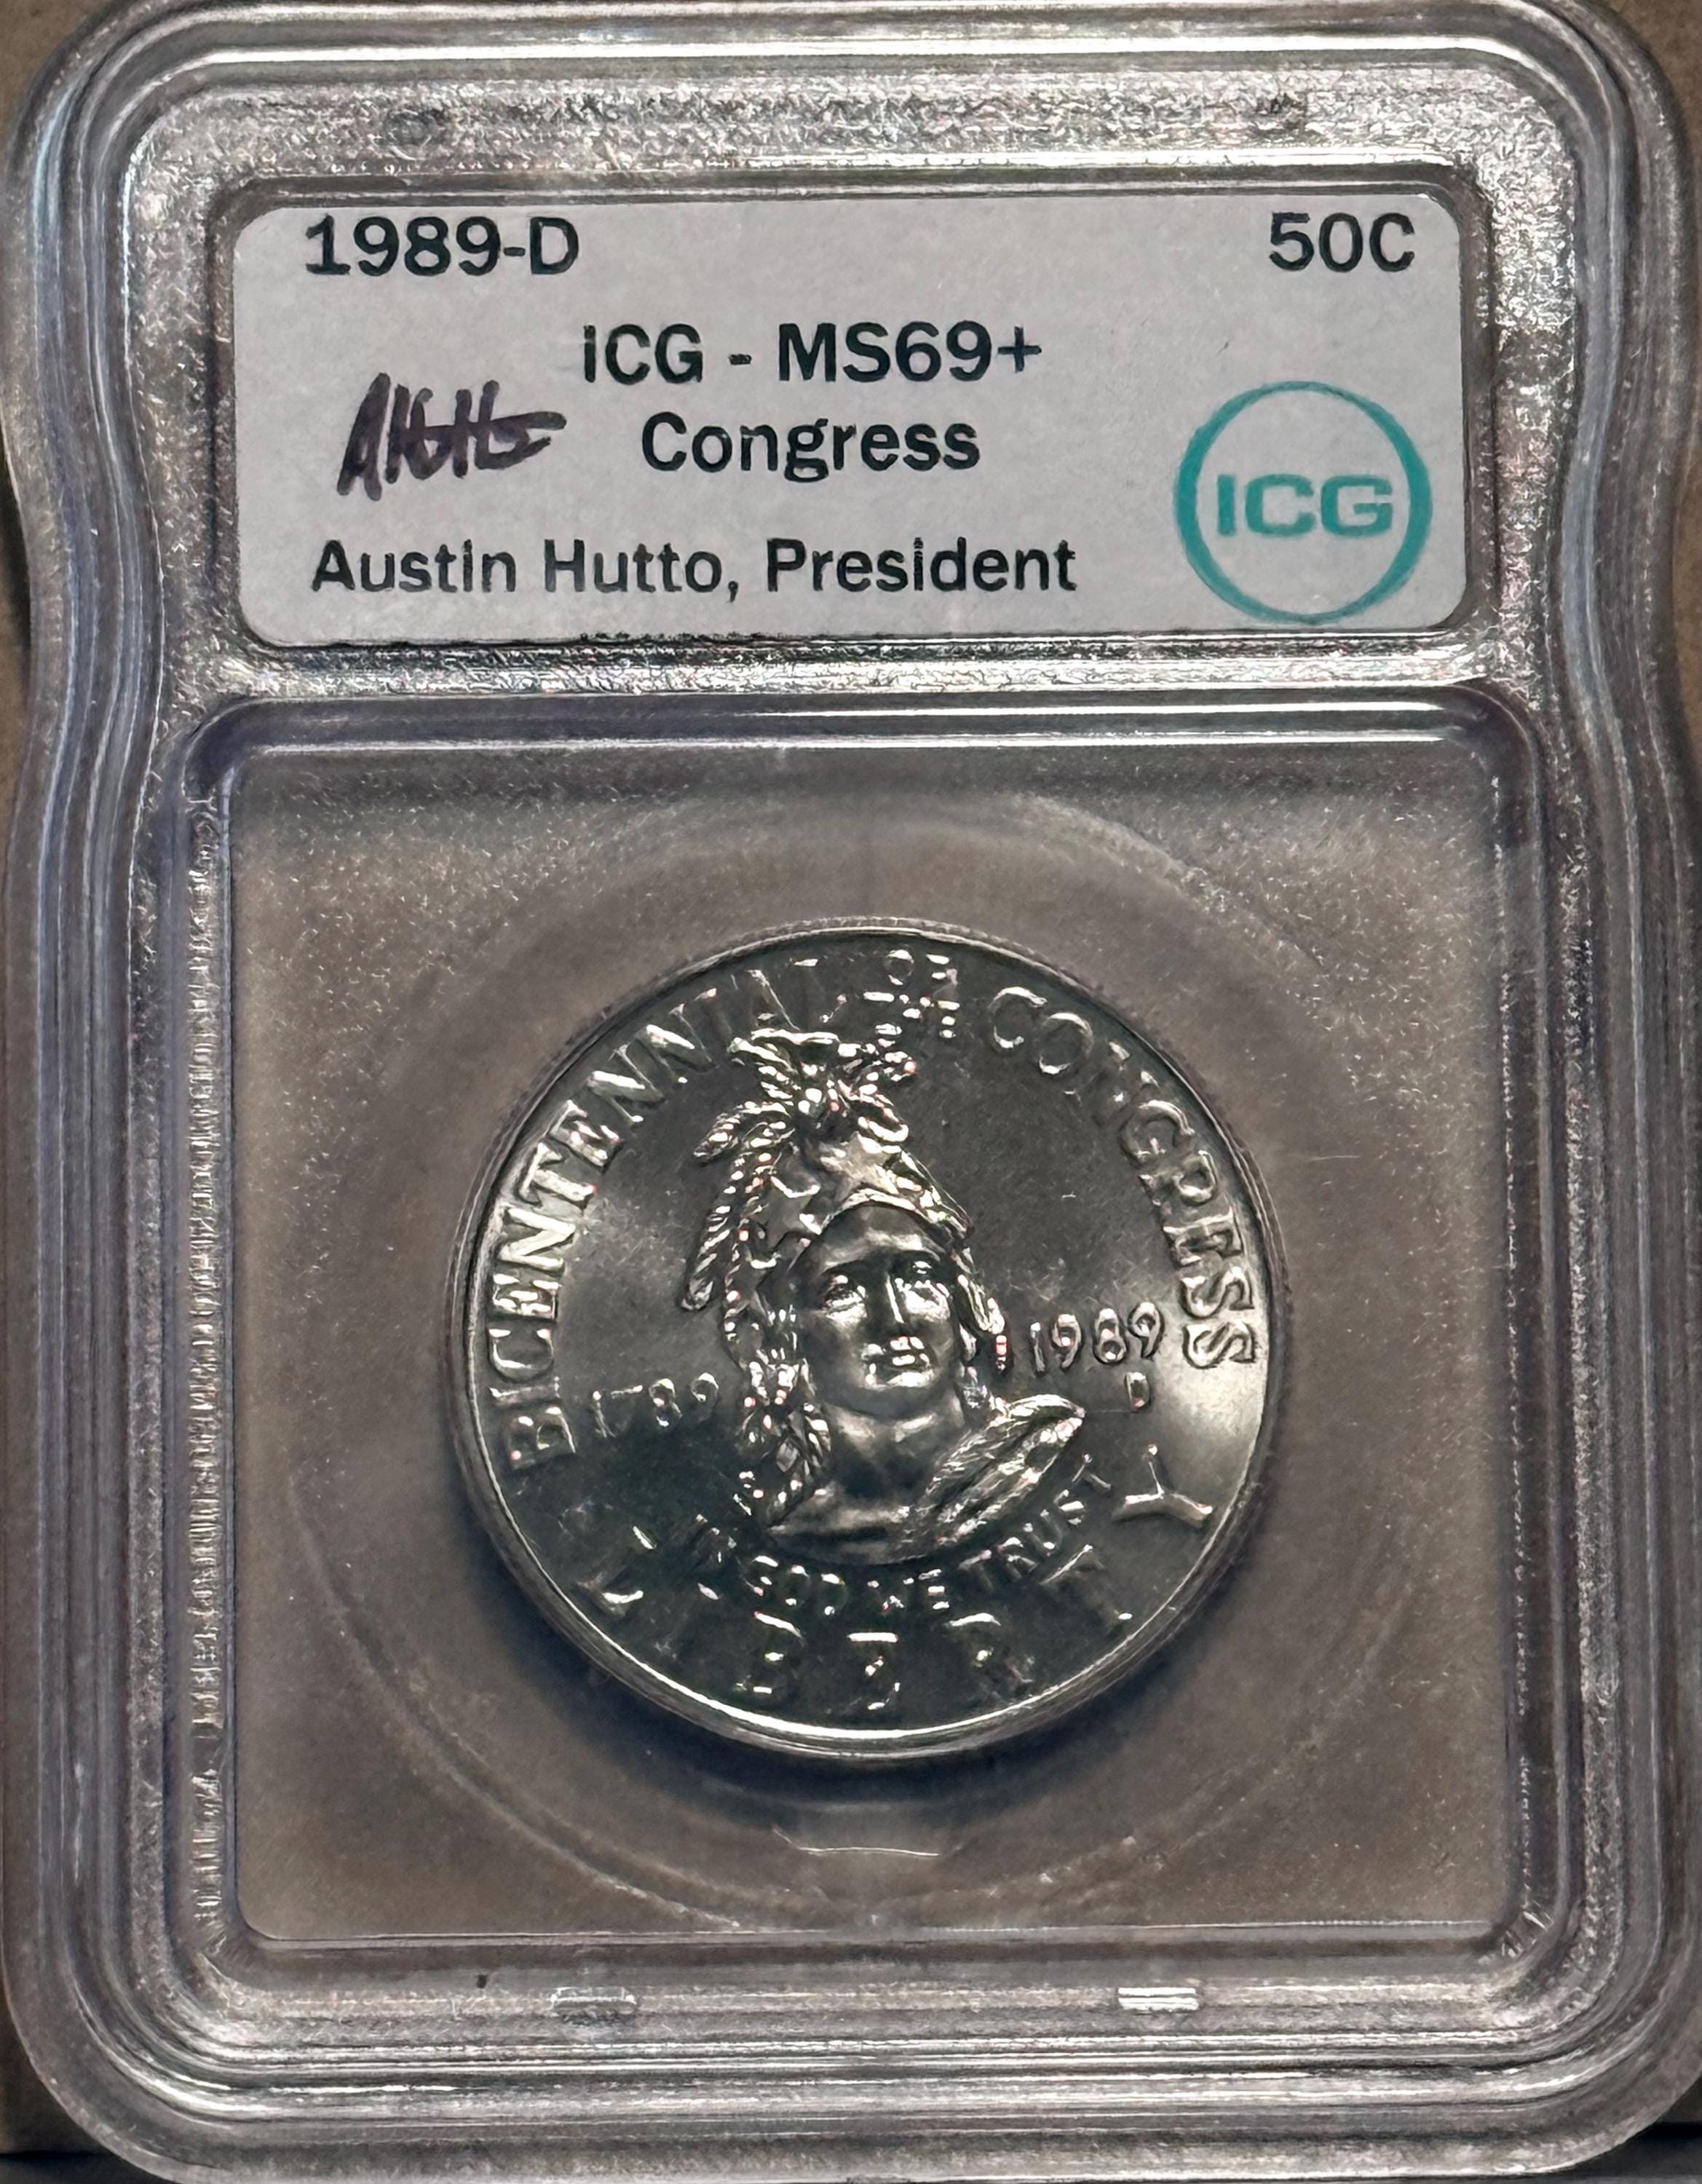 1989-D 50C
ICG - MS69+
Congress
Austin Hutto, President
ICG
BICENTENNIAL OF THE CONGRESS
1789 1989
D
IN GOD WE TRUST
LIBERTY